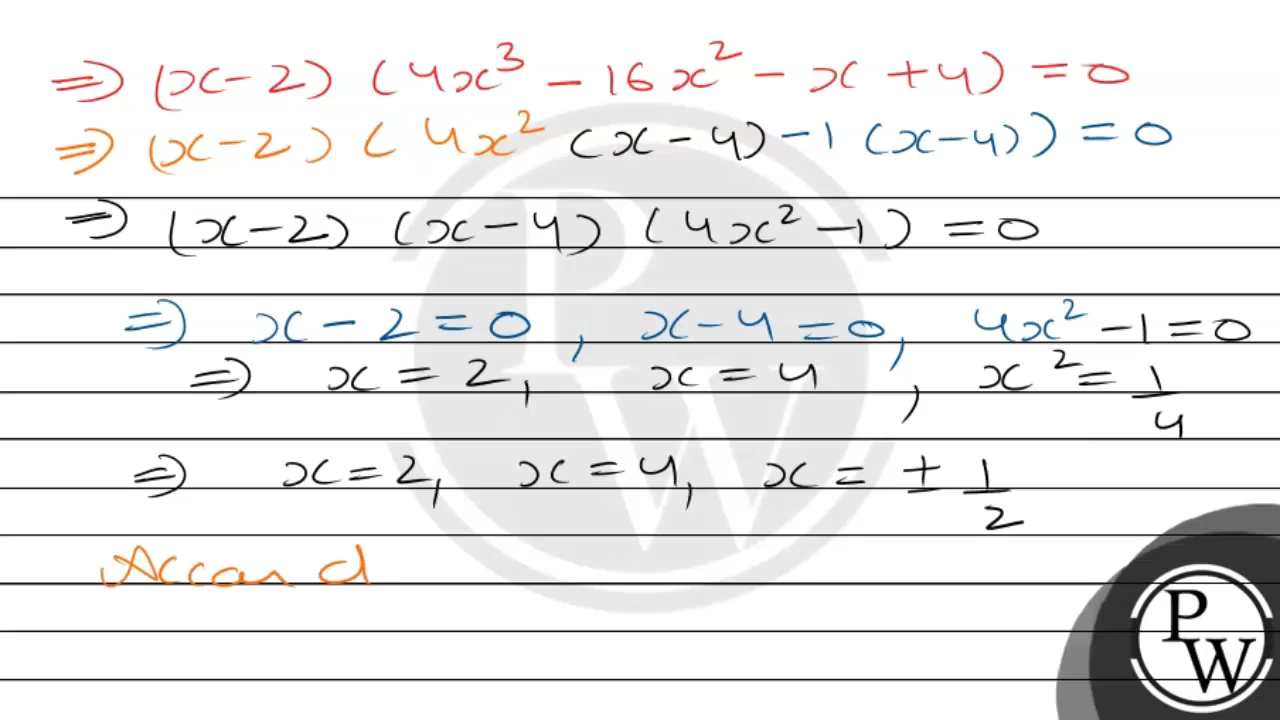 ⇒ (x-2) (4x³ - 16x² - x + 4) = 0
⇒ (x-2) (4x² (x-4) -1 (x-4)) = 0
⇒ (x-2) (x-4) (4x² -1) = 0
⇒ x - 2 = 0, x - 4 = 0, 4x² - 1 = 0
⇒ x = 2, x = 4, x² = 1/4
⇒ x = 2, x = 4, x = ± 1/2
Accord
P
W
P
W